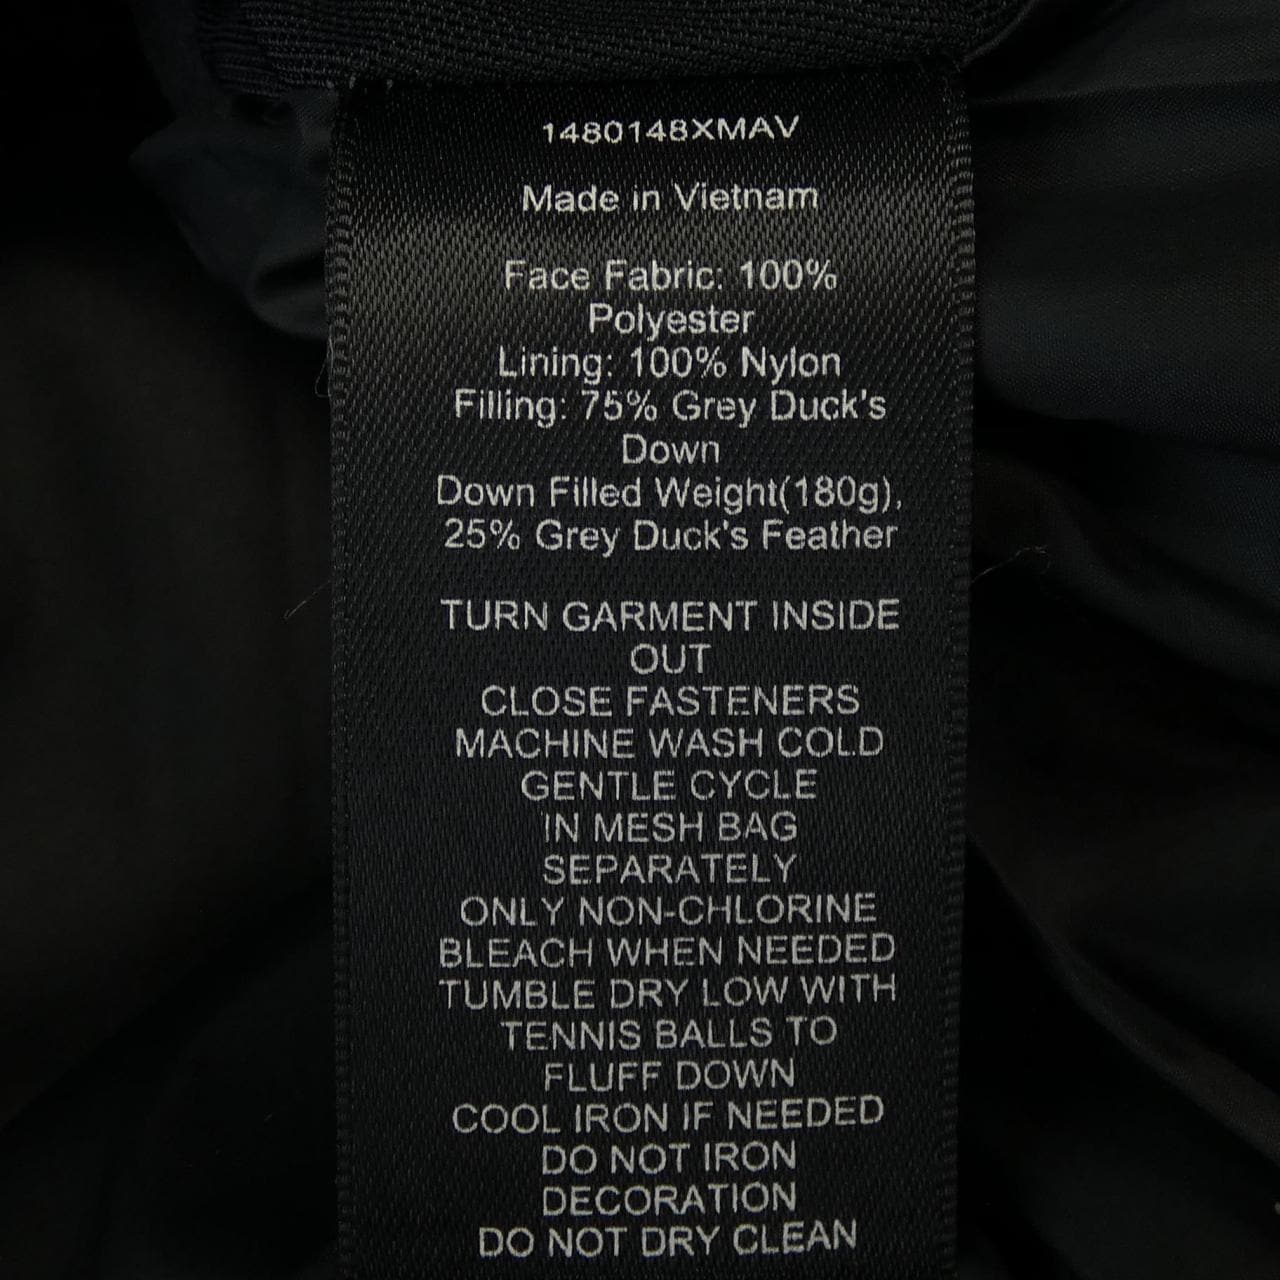 1480148XMAV
Made in Vietnam
Face Fabric: 100%
Polyester
Lining: 100% Nylon
Filling: 75% Grey Duck's
Down
Down Filled Weight(180g),
25% Grey Duck's Feather
TURN GARMENT INSIDE
OUT
CLOSE FASTENERS
MACHINE WASH COLD
GENTLE CYCLE
IN MESH BAG
SEPARATELY
ONLY NON-CHLORINE
BLEACH WHEN NEEDED
TUMBLE DRY LOW WITH
TENNIS BALLS TO
FLUFF DOWN
COOL IRON IF NEEDED
DO NOT IRON
DECORATION
DO NOT DRY CLEAN